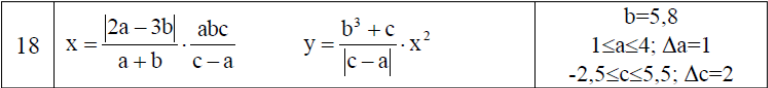 18 x = |2a − 3b| / (a + b) · abc / (c − a) y = (b³ + c) / |c − a| · x²
b=5,8
1≤a≤4; Δa=1
-2,5≤c≤5,5; Δc=2